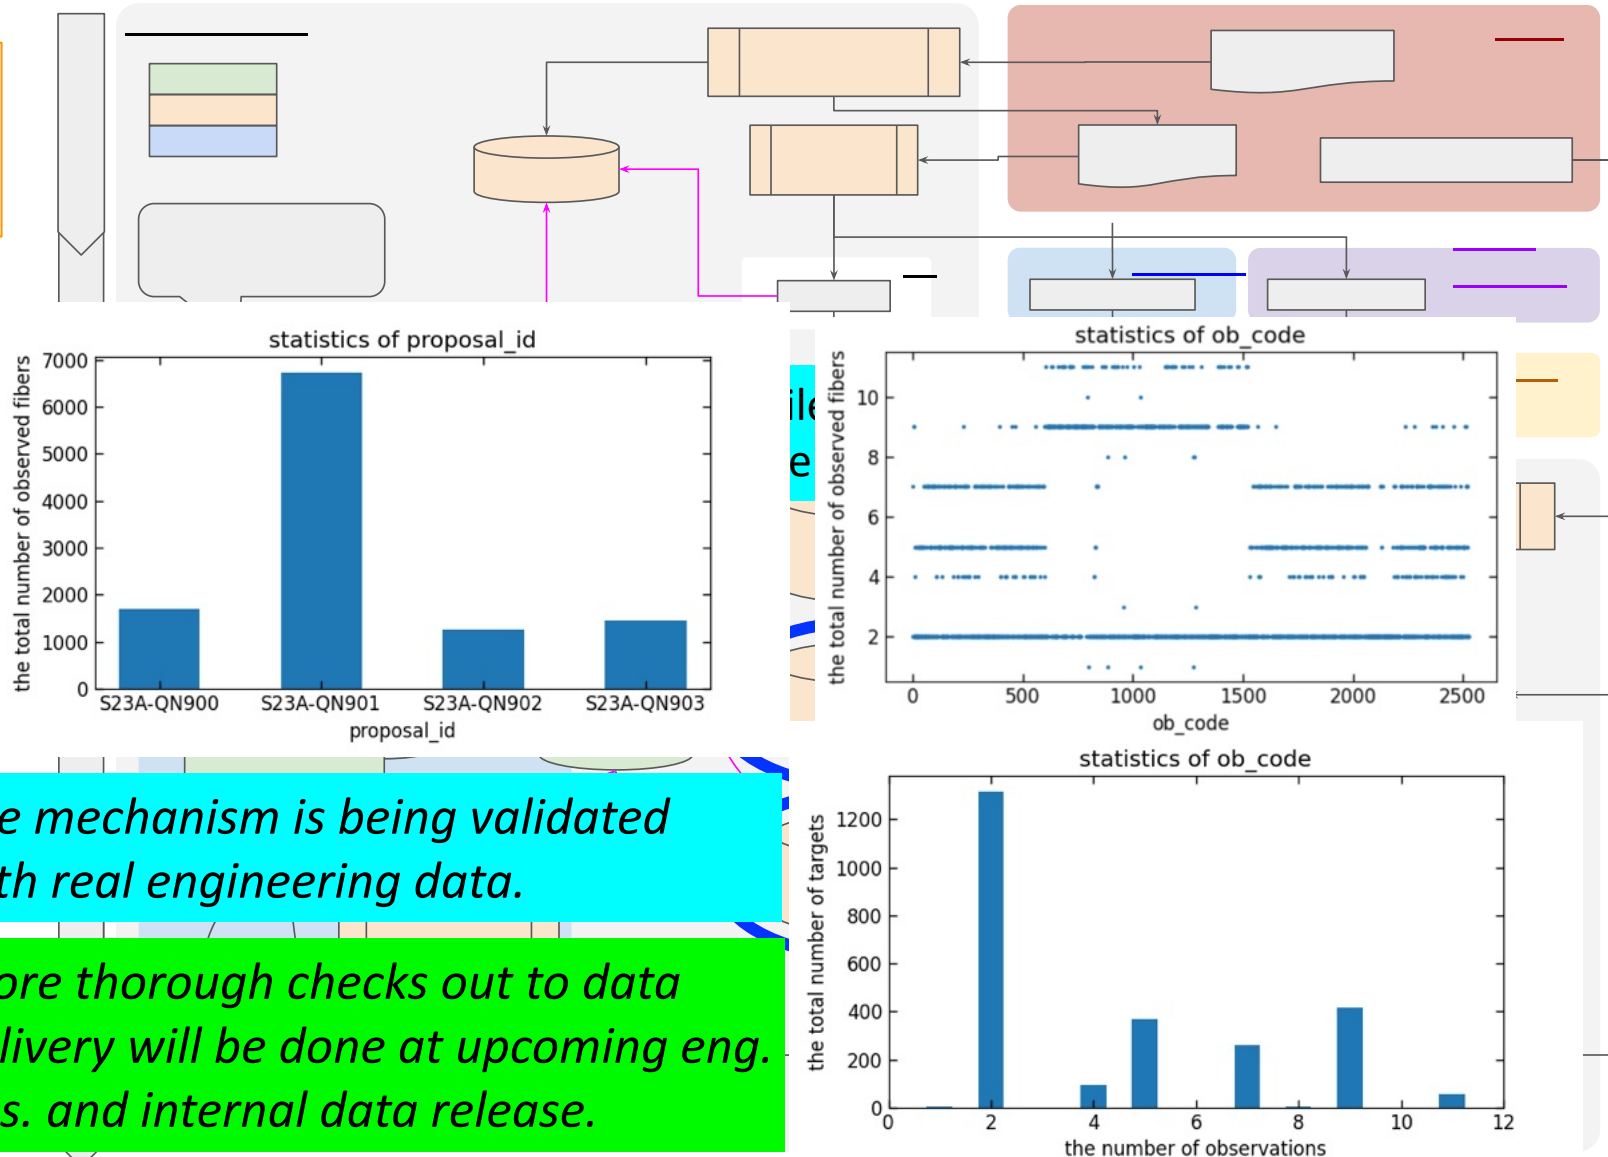 statistics of proposal_id
the total number of observed fibers
7000
6000
5000
4000
3000
2000
1000
0
S23A-QN900 S23A-QN901 S23A-QN902 S23A-QN903
proposal_id
ile
e
statistics of ob_code
the total number of observed fibers
10
8
6
4
2
0 500 1000 1500 2000 2500
ob_code
e mechanism is being validated
th real engineering data.
ore thorough checks out to data
livery will be done at upcoming eng.
s. and internal data release.
statistics of ob_code
the total number of targets
1200
1000
800
600
400
200
0
0 2 4 6 8 10 12
the number of observations